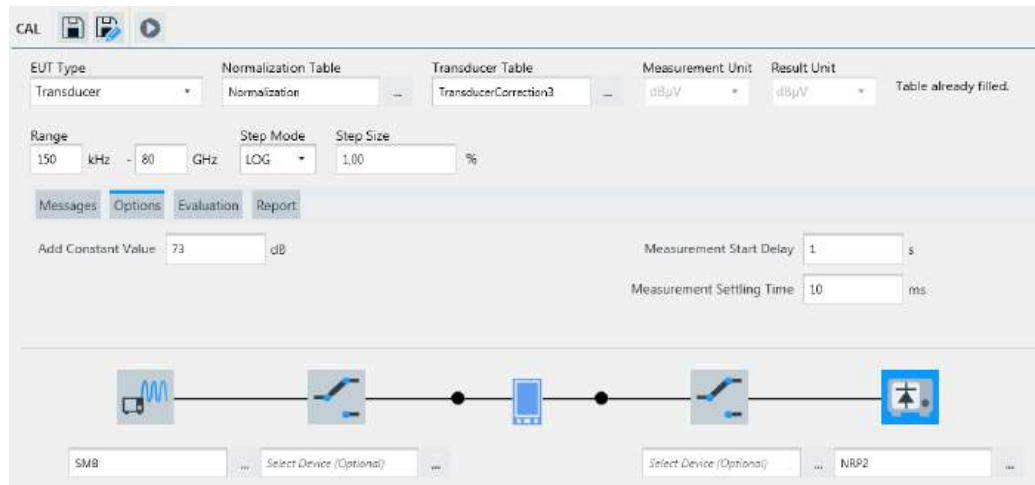 CAL
EUT Type Normalization Table Transducer Table Measurement Unit Result Unit
Transducer Normalization ... TransducerCorrection3 ... dBµV dBµV Table already filled.
Range Step Mode Step Size
150 kHz - 80 GHz LOG 1,00 %
Messages Options Evaluation Report
Add Constant Value 73 dB Measurement Start Delay 1 s
Measurement Settling Time 10 ms
SMB ... Select Device (Optional) ... Select Device (Optional) ... NRP2 ...